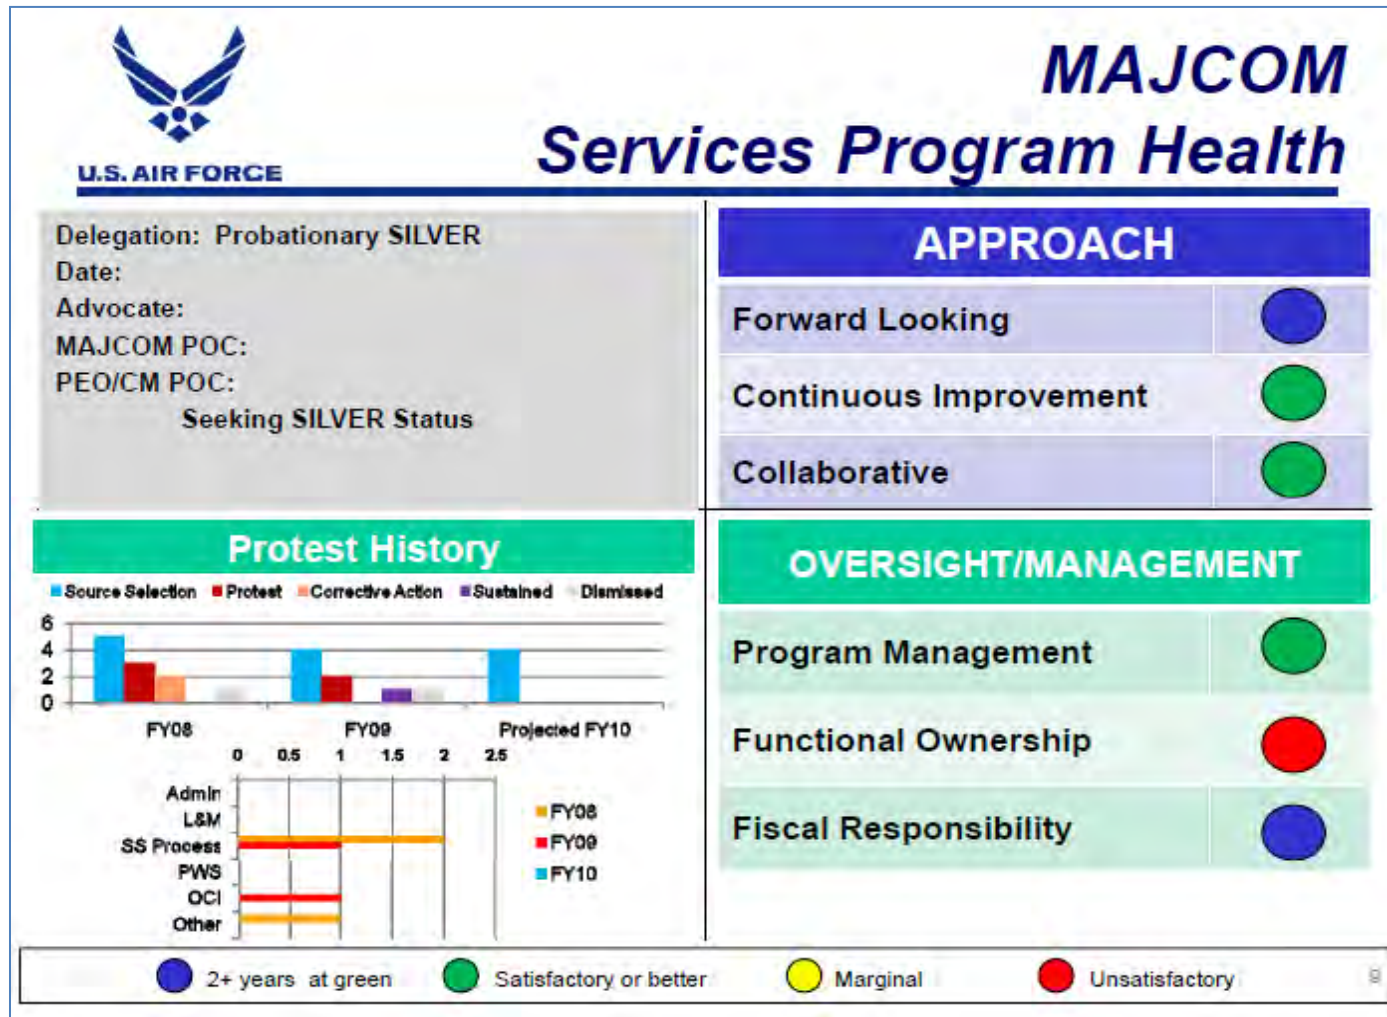 U.S. AIR FORCE
MAJCOM
Services Program Health
Delegation: Probationary SILVER
Date:
Advocate:
MAJCOM POC:
PEO/CM POC:
Seeking SILVER Status
APPROACH
Forward Looking
Continuous Improvement
Collaborative
Protest History
Source Selection Protest Corrective Action Sustained Dismissed
6
4
2
0
FY08 FY09 Projected FY10
0 0.5 1 1.5 2 2.5
Admin
L&M
SS Process
PWS
OCI
Other
FY08
FY09
FY10
OVERSIGHT/MANAGEMENT
Program Management
Functional Ownership
Fiscal Responsibility
2+ years at green Satisfactory or better Marginal Unsatisfactory